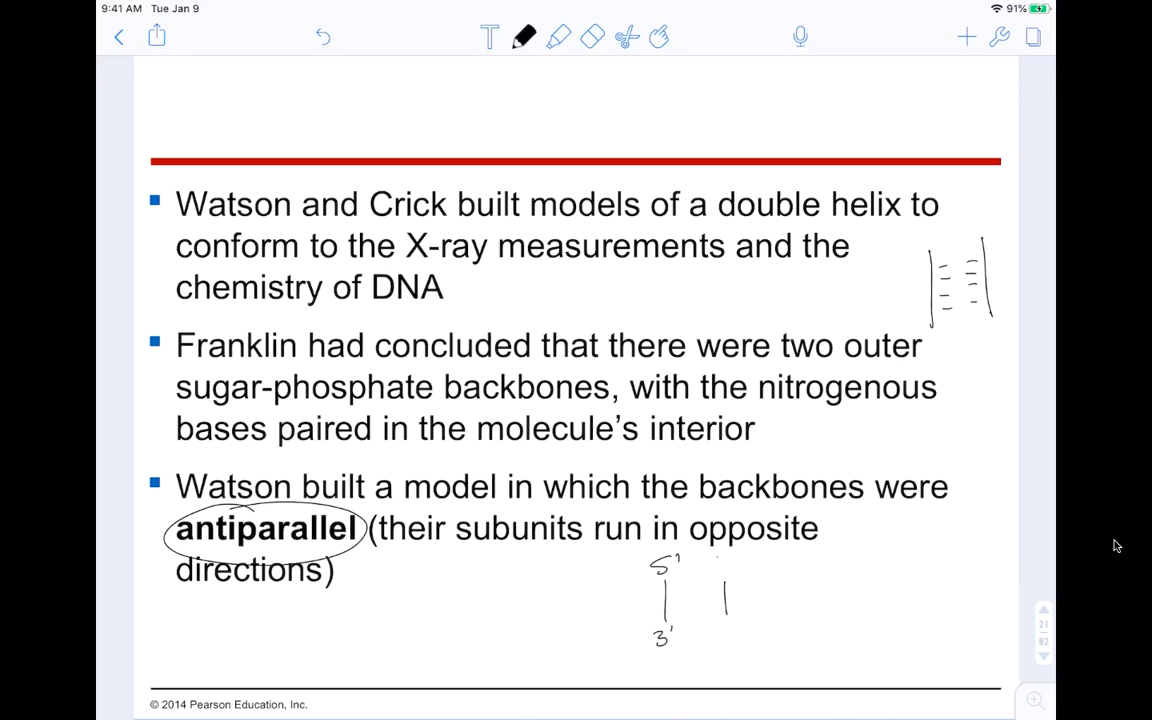 9:41 AM Tue Jan 9
91%
Watson and Crick built models of a double helix to
conform to the X-ray measurements and the
chemistry of DNA
Franklin had concluded that there were two outer
sugar-phosphate backbones, with the nitrogenous
bases paired in the molecule’s interior
Watson built a model in which the backbones were
antiparallel (their subunits run in opposite
directions)
5'
3'
21
82
© 2014 Pearson Education, Inc.